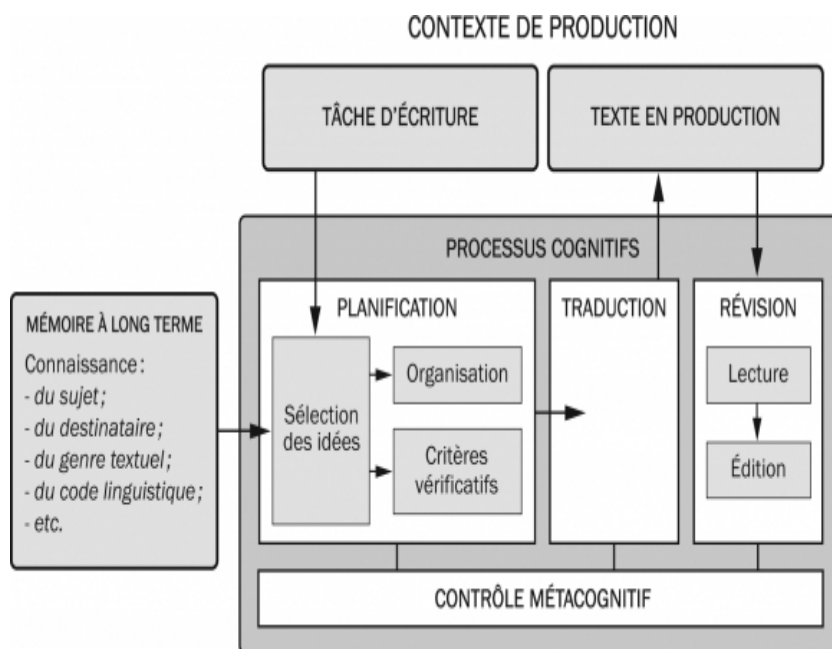 CONTEXTE DE PRODUCTION
TÂCHE D'ÉCRITURE
TEXTE EN PRODUCTION
PROCESSUS COGNITIFS
MÉMOIRE À LONG TERME
Connaissance :
- du sujet ;
- du destinataire ;
- du genre textuel ;
- du code linguistique ;
- etc.
PLANIFICATION
Sélection
des idées
Organisation
Critères
vérificatifs
TRADUCTION
RÉVISION
Lecture
Édition
CONTRÔLE MÉTACOGNITIF